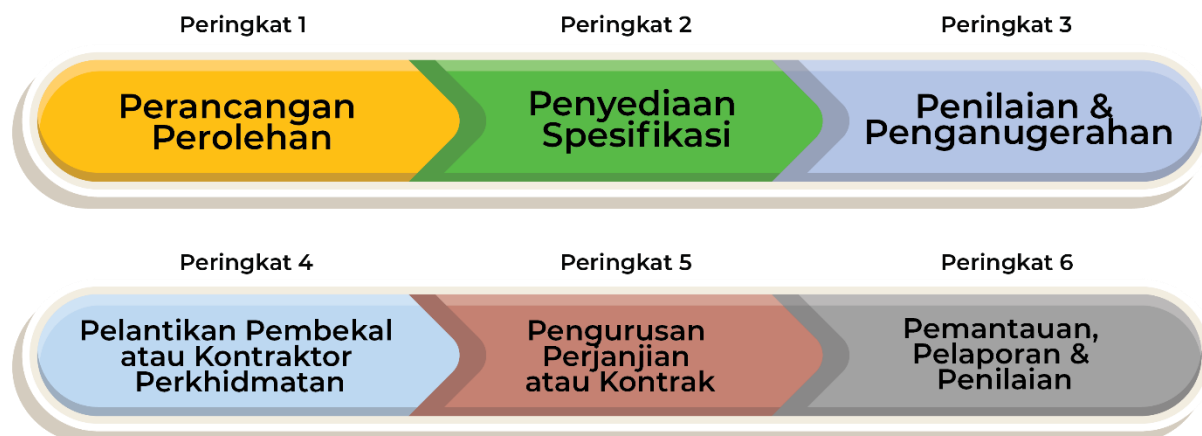 Peringkat 1
Peringkat 2
Peringkat 3
Perancangan
Perolehan
Penyediaan
Spesifikasi
Penilaian &
Penganugerahan
Peringkat 4
Peringkat 5
Peringkat 6
Pelantikan Pembekal
atau Kontraktor
Perkhidmatan
Pengurusan
Perjanjian
atau Kontrak
Pemantauan,
Pelaporan &
Penilaian